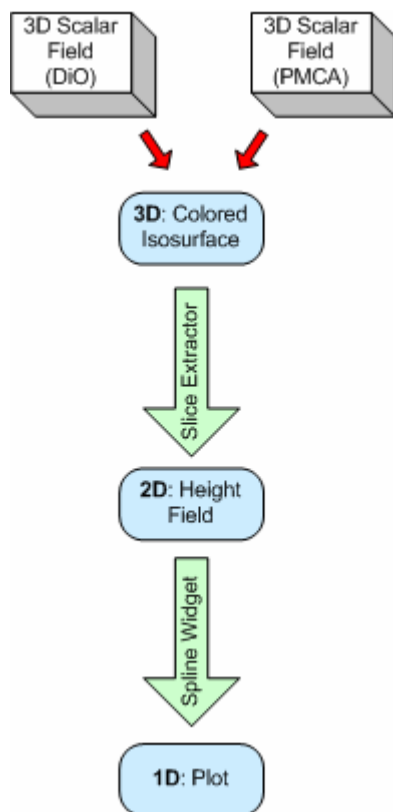 3D Scalar
Field
(DiO)
3D Scalar
Field
(PMCA)
3D: Colored
Isosurface
Slice Extractor
2D: Height
Field
Spline Widget
1D: Plot